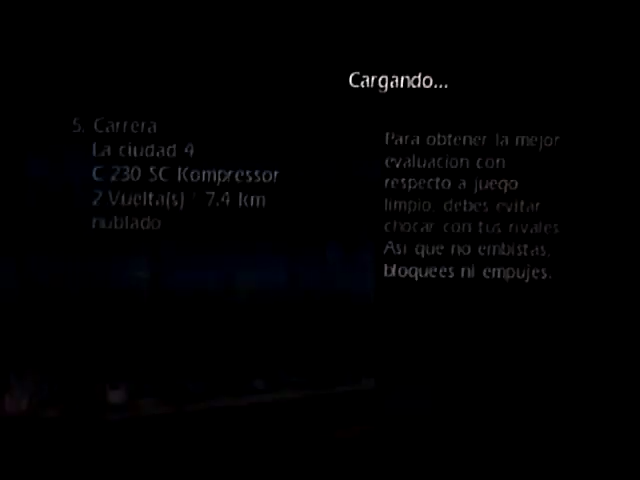 Cargando...
5. Carrera
La ciudad 4
C 230 SC Kompressor
2 Vuelta(s) : 7.4 km
nublado
Para obtener la mejor
evaluación con
respecto a juego
limpio, debes evitar
chocar con tus rivales.
Así que no embistas,
bloquees ni empujes.